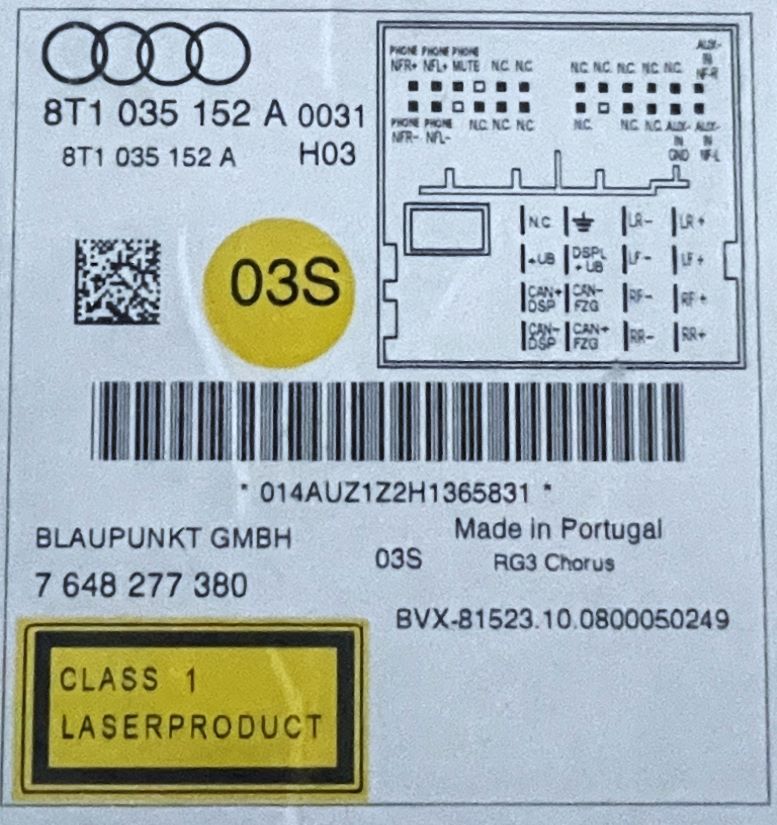 8T1 035 152 A 0031
8T1 035 152 A H03
03S
PHONE PHONE PHONE
NFR+ NFL+ MUTE N.C. N.C.
N.C. N.C. N.C. N.C. N.C.
AUX-
IN
NF-R
PHONE PHONE
NFR- NFL-
N.C. N.C. N.C.
N.C. N.C. N.C. AUX- AUX-
IN IN
GND NF-L
N.C LR- LR+
+UB DSPL +UB LF- LF+
CAN+ DSP CAN- FZG RF- RF+
CAN- DSP CAN+ FZG RR- RR+
* 014AUZ1Z2H1365831 *
BLAUPUNKT GMBH
7 648 277 380
Made in Portugal
03S RG3 Chorus
BVX-81523.10.0800050249
CLASS 1
LASERPRODUCT